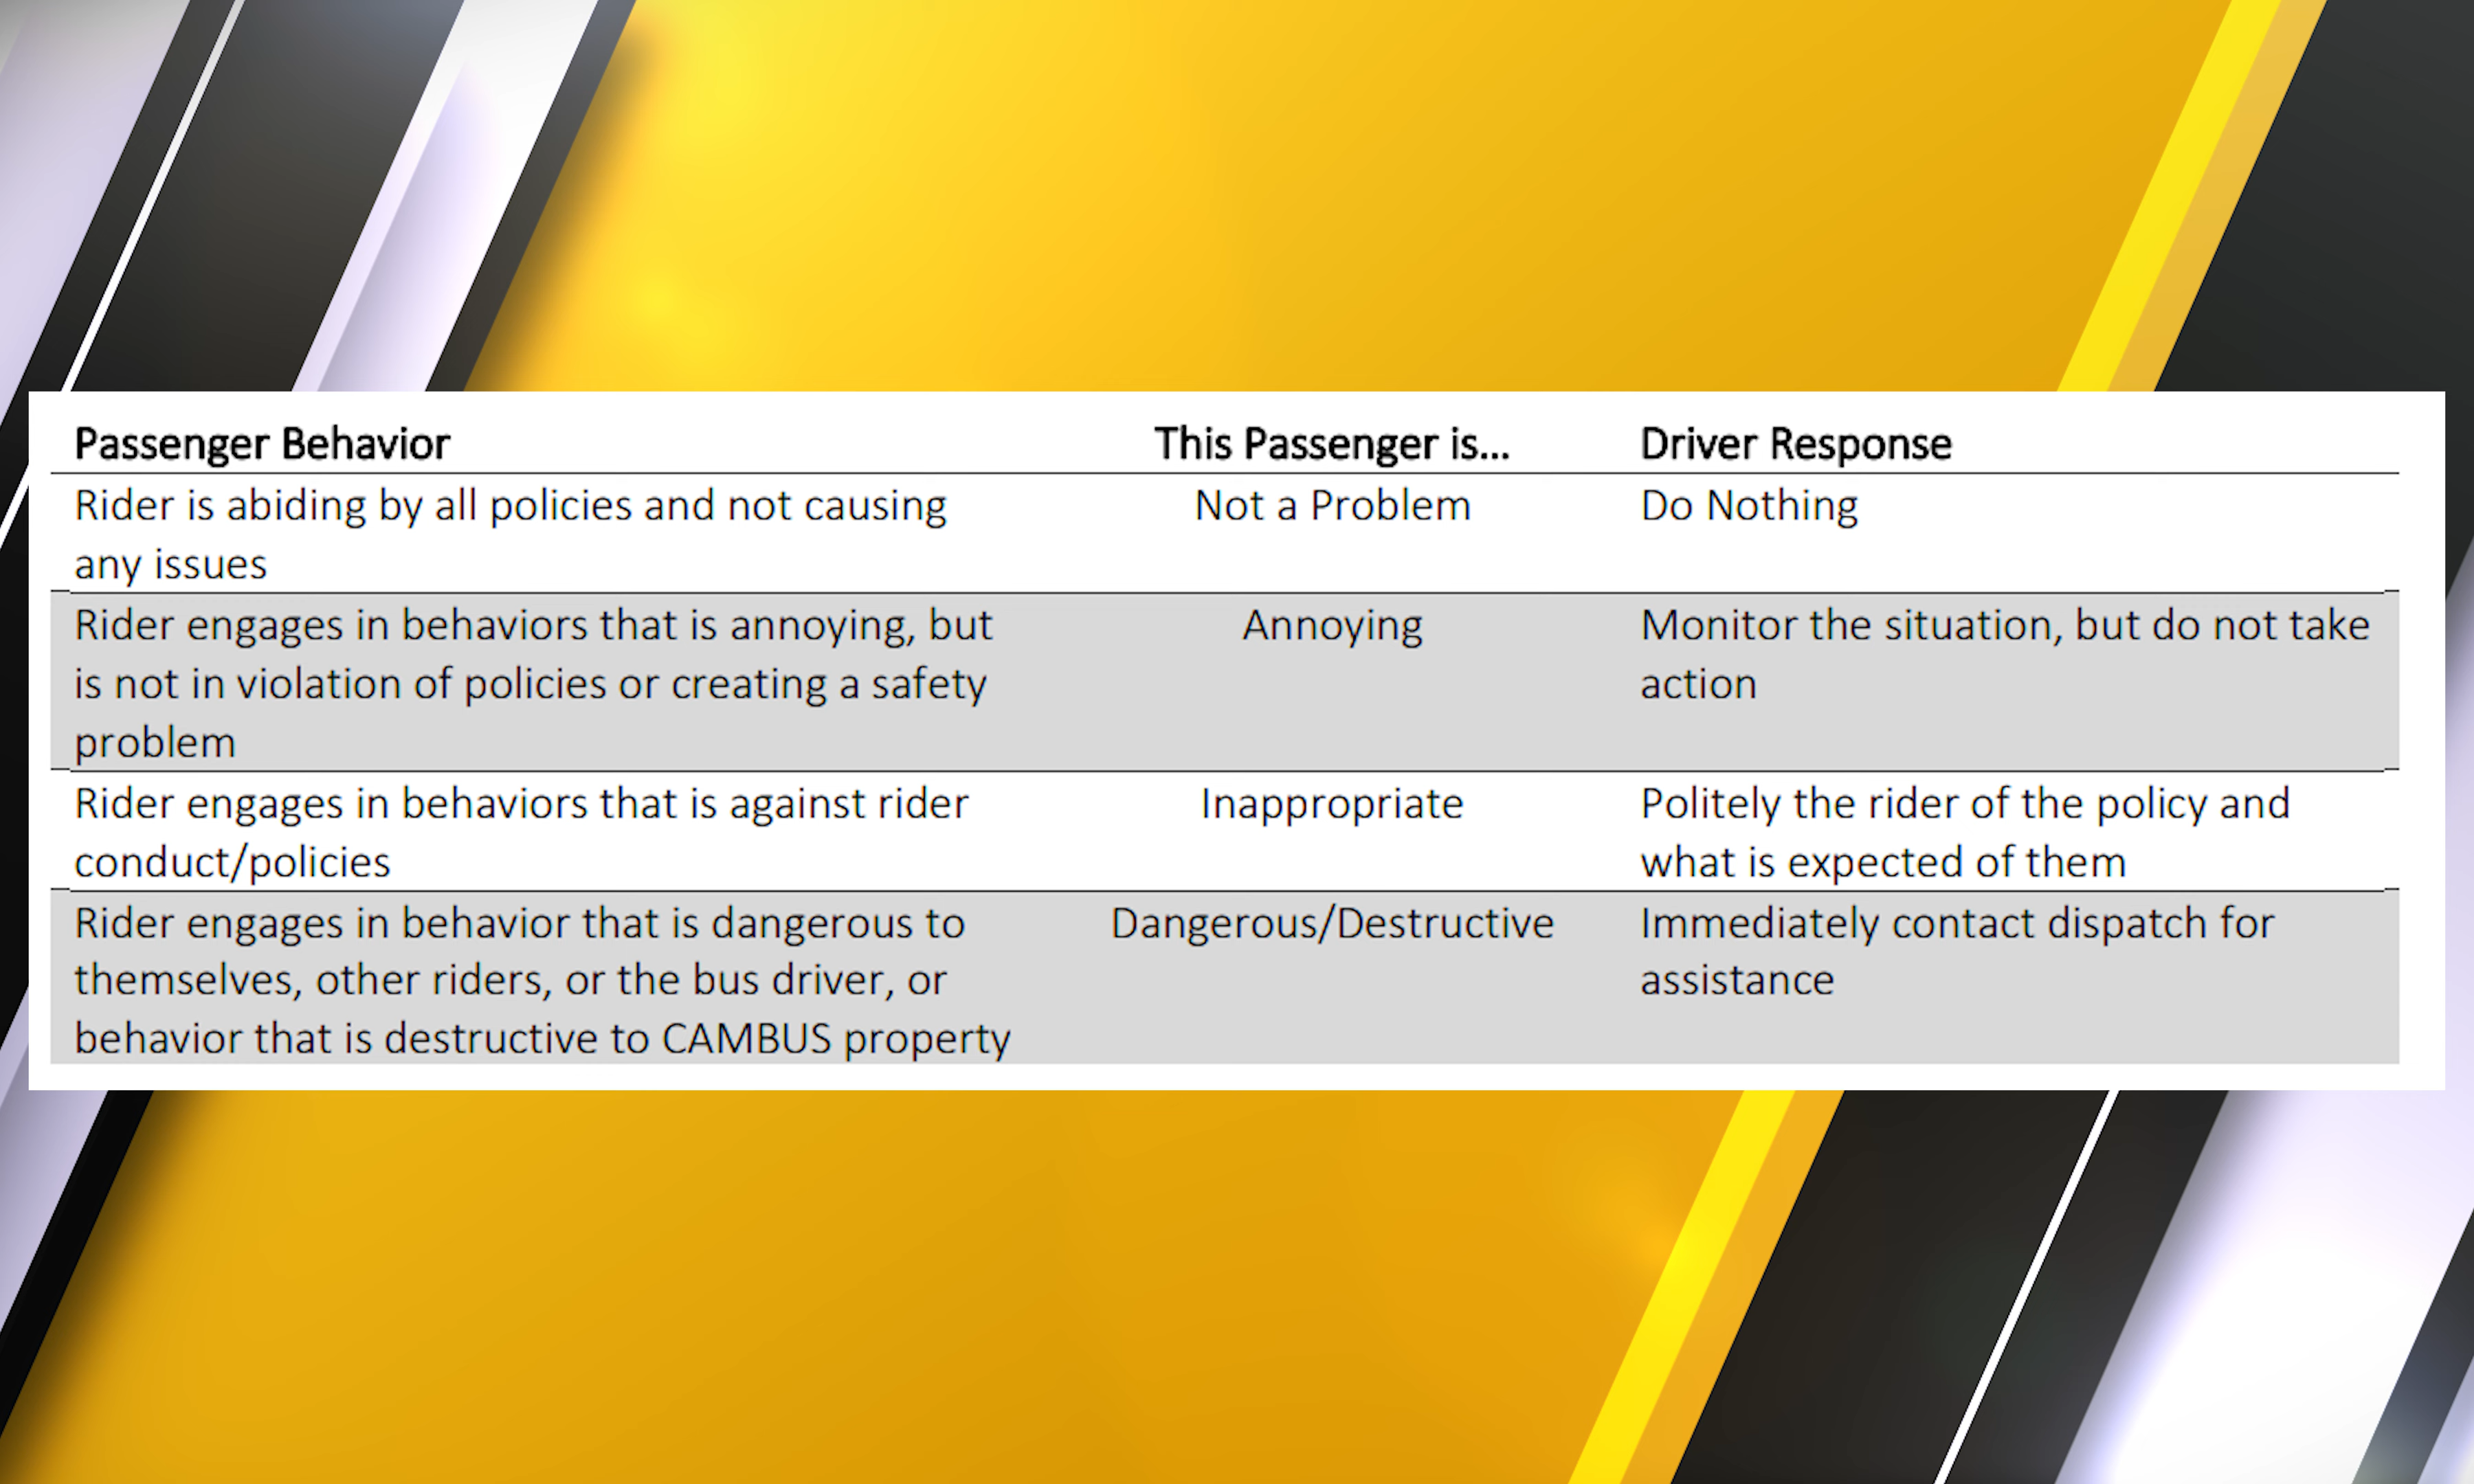 Passenger Behavior This Passenger is... Driver Response
Rider is abiding by all policies and not causing Not a Problem Do Nothing
any issues
Rider engages in behaviors that is annoying, but Annoying Monitor the situation, but do not take
is not in violation of policies or creating a safety action
problem
Rider engages in behaviors that is against rider Inappropriate Politely the rider of the policy and
conduct/policies what is expected of them
Rider engages in behavior that is dangerous to Dangerous/Destructive Immediately contact dispatch for
themselves, other riders, or the bus driver, or assistance
behavior that is destructive to CAMBUS property